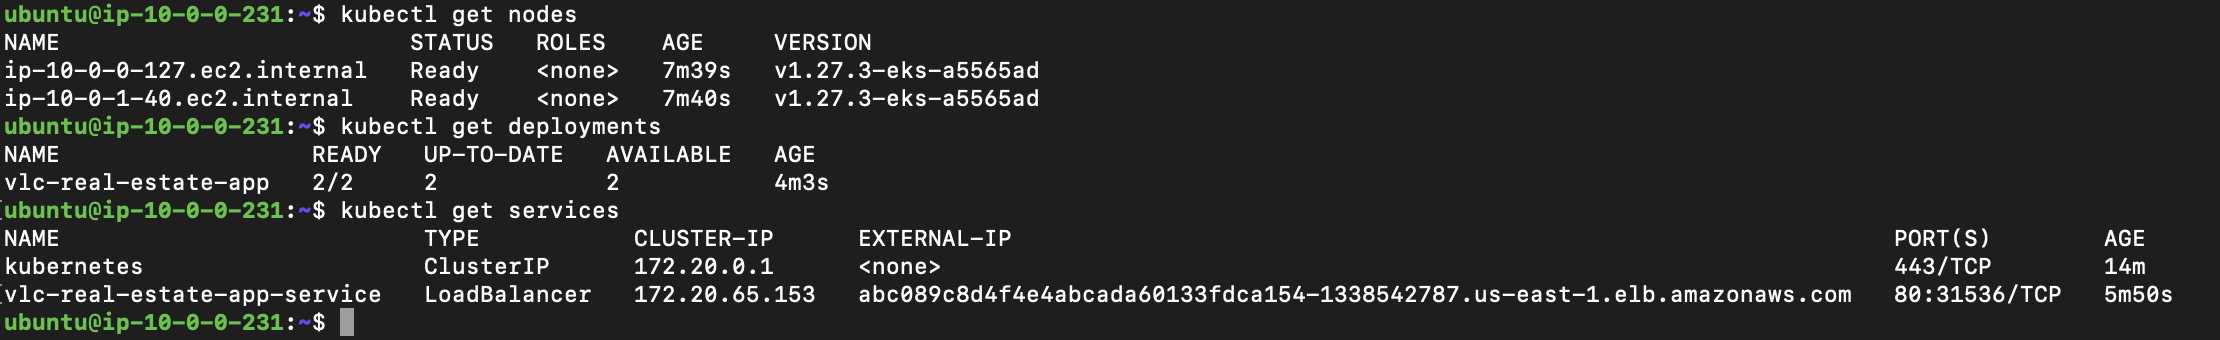 ubuntu@ip-10-0-0-231:~$ kubectl get nodes
NAME STATUS ROLES AGE VERSION
ip-10-0-0-127.ec2.internal Ready <none> 7m39s v1.27.3-eks-a5565ad
ip-10-0-1-40.ec2.internal Ready <none> 7m40s v1.27.3-eks-a5565ad
ubuntu@ip-10-0-0-231:~$ kubectl get deployments
NAME READY UP-TO-DATE AVAILABLE AGE
vlc-real-estate-app 2/2 2 2 4m3s
ubuntu@ip-10-0-0-231:~$ kubectl get services
NAME TYPE CLUSTER-IP EXTERNAL-IP PORT(S) AGE
kubernetes ClusterIP 172.20.0.1 <none> 443/TCP 14m
vlc-real-estate-app-service LoadBalancer 172.20.65.153 abc089c8d4f4e4abcada60133fdca154-1338542787.us-east-1.elb.amazonaws.com 80:31536/TCP 5m50s
ubuntu@ip-10-0-0-231:~$